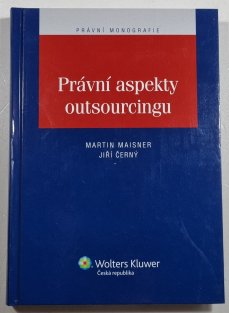 PRÁVNÍ MONOGRAFIE
Právní aspekty
outsourcingu
MARTIN MAISNER
JIŘÍ ČERNÝ
Wolters Kluwer
Česká republika